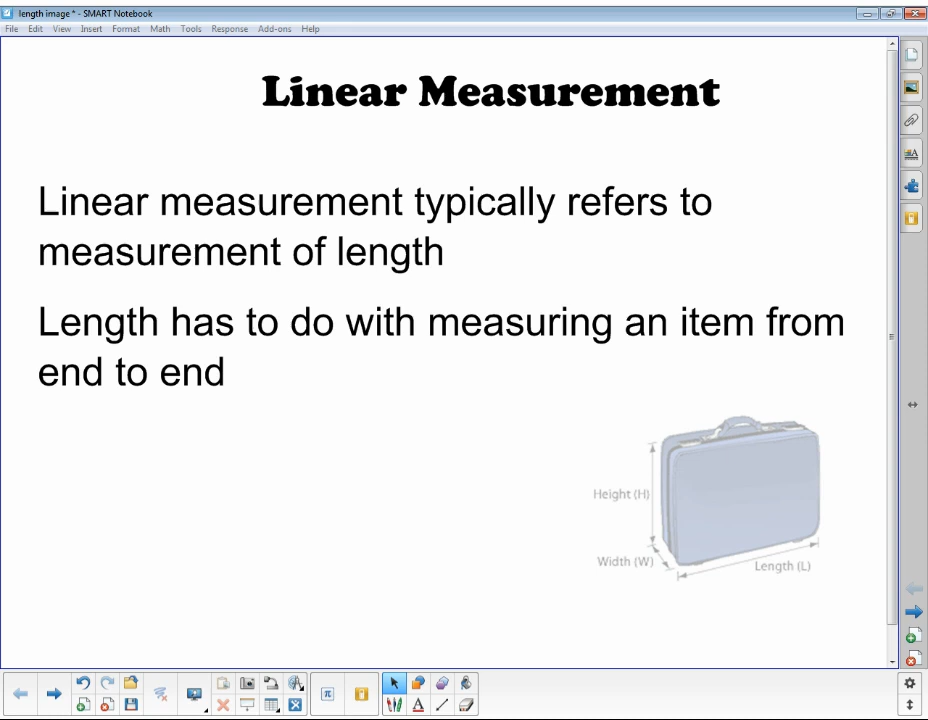 length image * - SMART Notebook
File Edit View Insert Format Math Tools Response Add-ons Help
Linear Measurement
Linear measurement typically refers to
measurement of length
Length has to do with measuring an item from
end to end
Height (H)
Width (W)
Length (L)